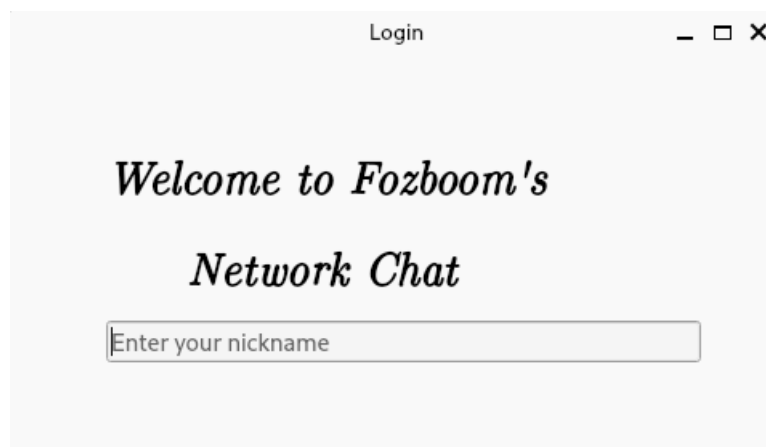 Login
Welcome to Fozboom's
Network Chat
Enter your nickname